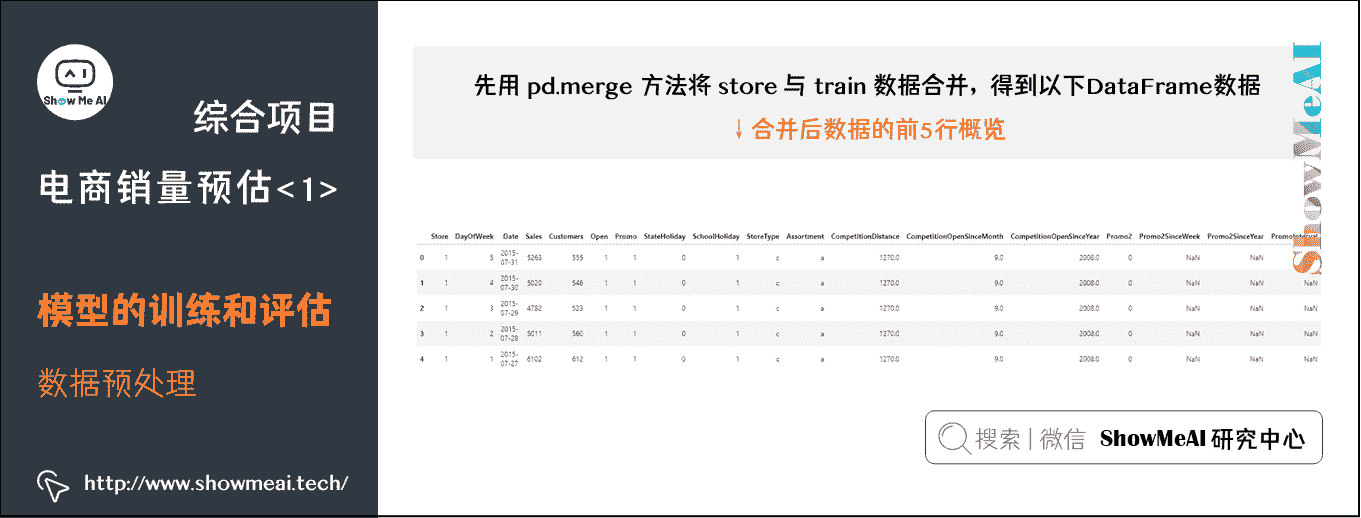 Show Me AI
综合项目
电商销量预估<1>
模型的训练和评估
数据预处理
http://www.showmeai.tech/
先用 pd.merge 方法将 store 与 train 数据合并，得到以下DataFrame数据
↓合并后数据的前5行概览
Store DayOfWeek Date Sales Customers Open Promo StateHoliday SchoolHoliday StoreType Assortment CompetitionDistance CompetitionOpenSinceMonth CompetitionOpenSinceYear Promo2 Promo2SinceWeek Promo2SinceYear PromoInterval
0 1 5 2015-07-31 5263 555 1 1 0 1 c a 1270.0 9.0 2008.0 0 NaN NaN
1 1 4 2015-07-30 5020 546 1 1 0 1 c a 1270.0 9.0 2008.0 0 NaN NaN NaN
2 1 3 2015-07-29 4782 523 1 1 0 1 c a 1270.0 9.0 2008.0 0 NaN NaN NaN
3 1 2 2015-07-28 5011 560 1 1 0 1 c a 1270.0 9.0 2008.0 0 NaN NaN NaN
4 1 1 2015-07-27 6102 612 1 1 0 1 c a 1270.0 9.0 2008.0 0 NaN NaN NaN
ShowMeAI
搜索 | 微信 ShowMeAI 研究中心